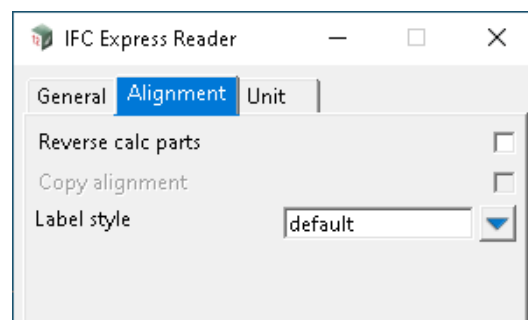 IFC Express Reader
General Alignment Unit
Reverse calc parts
Copy alignment
Label style default